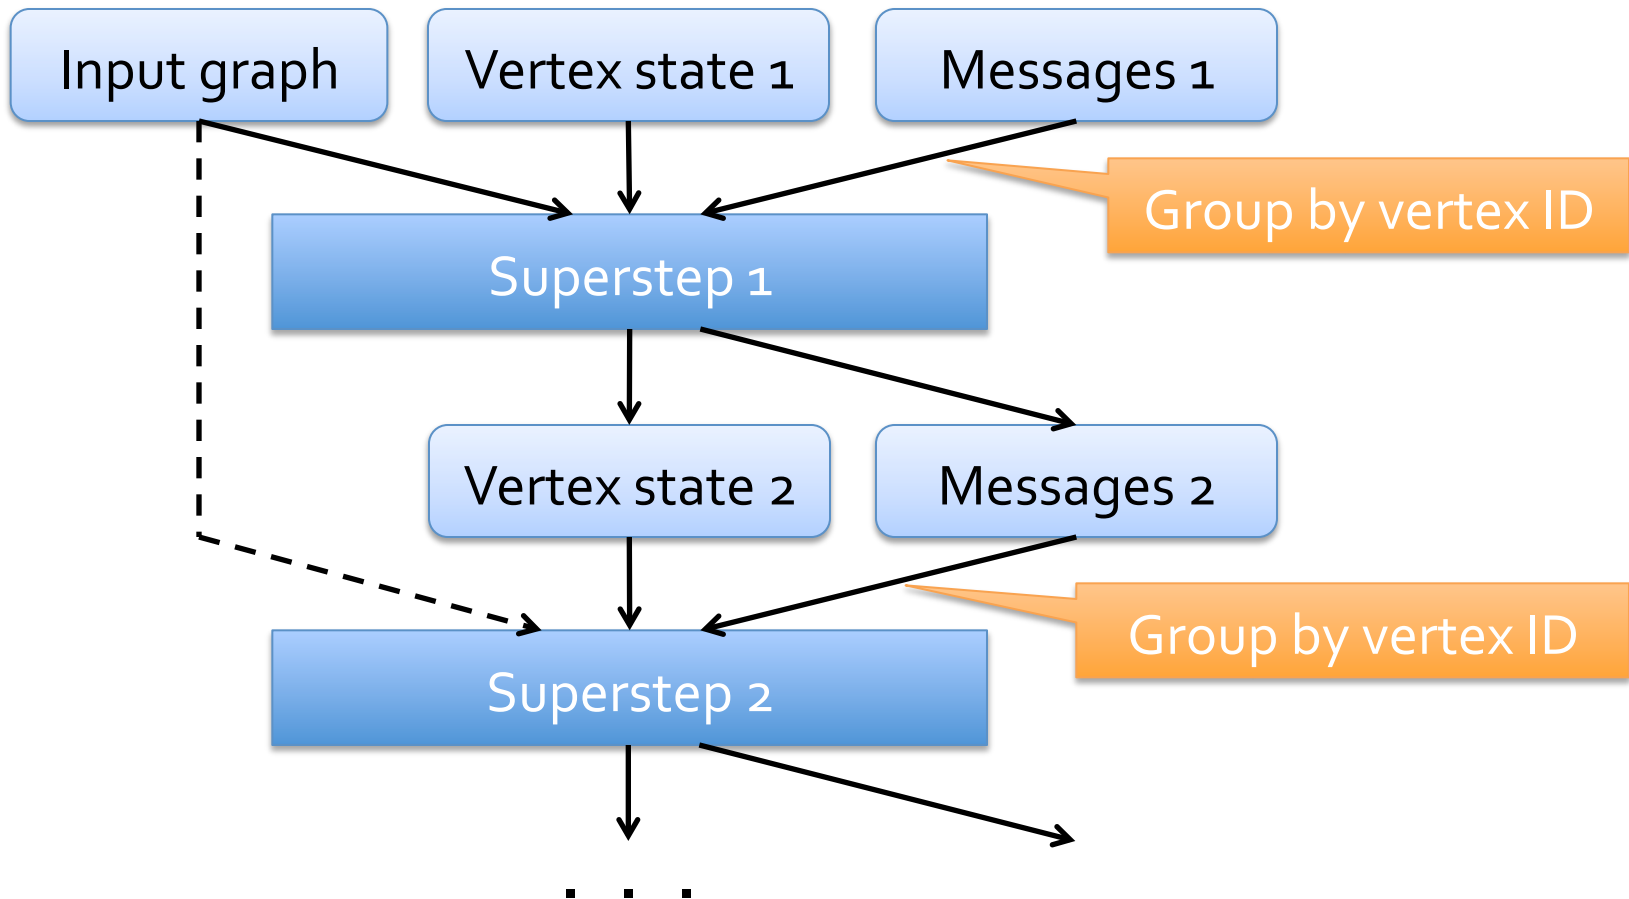 Input graph
Vertex state 1
Messages 1
Group by vertex ID
Superstep 1
Vertex state 2
Messages 2
Group by vertex ID
Superstep 2
. . .